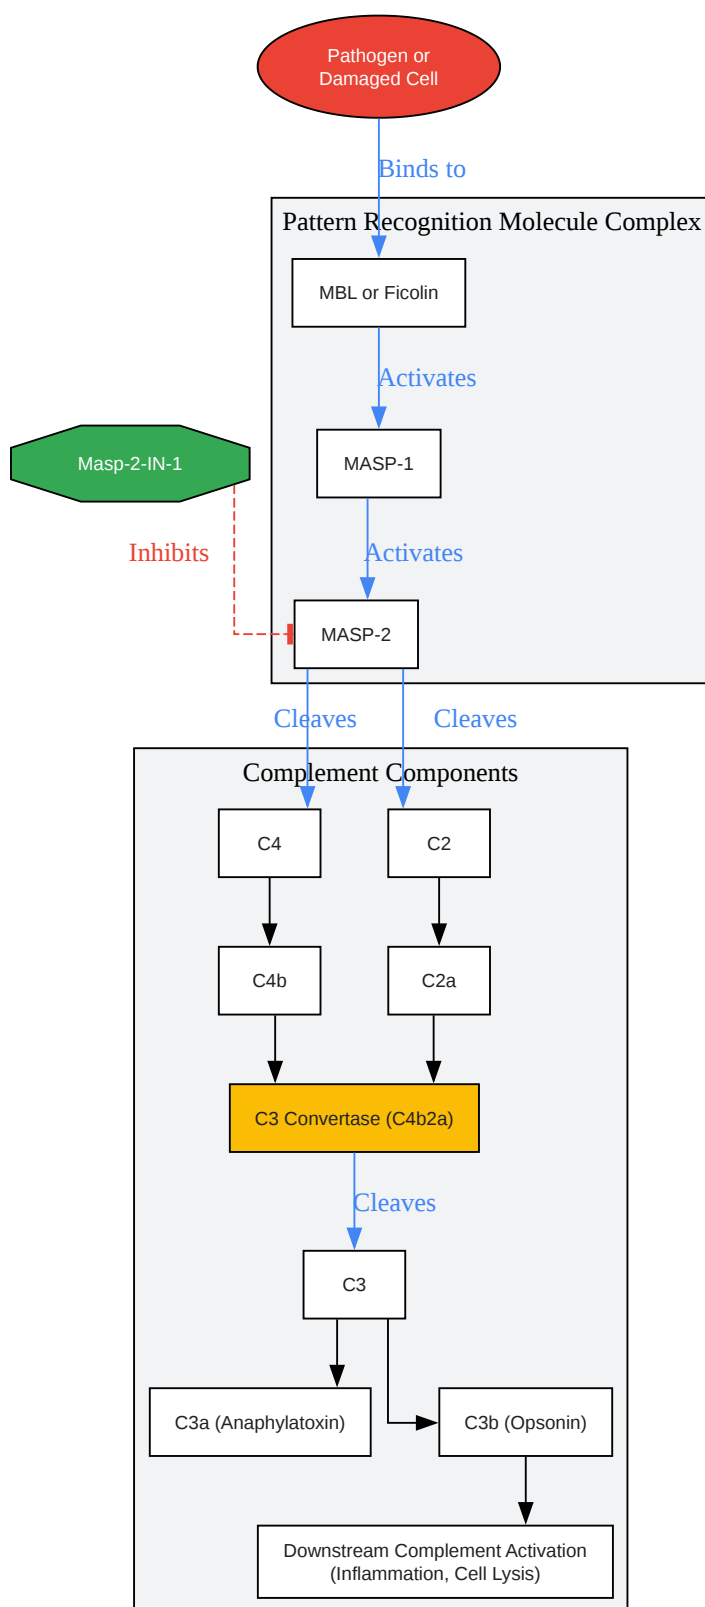 Pathogen or
Damaged Cell
Binds to
Pattern Recognition Molecule Complex
MBL or Ficolin
Activates
MASP-1
Masp-2-IN-1
Inhibits
Activates
MASP-2
Cleaves
Cleaves
Complement Components
C4
C2
C4b
C2a
C3 Convertase (C4b2a)
Cleaves
C3
C3a (Anaphylatoxin)
C3b (Opsonin)
Downstream Complement Activation
(Inflammation, Cell Lysis)